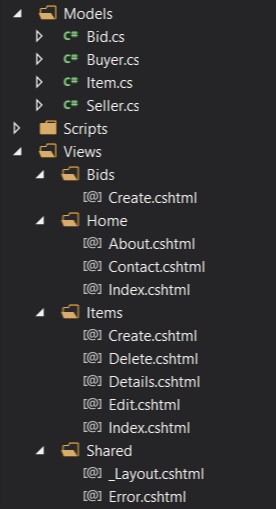 Models
C# Bid.cs
C# Buyer.cs
C# Item.cs
C# Seller.cs
Scripts
Views
Bids
[@] Create.cshtml
Home
[@] About.cshtml
[@] Contact.cshtml
[@] Index.cshtml
Items
[@] Create.cshtml
[@] Delete.cshtml
[@] Details.cshtml
[@] Edit.cshtml
[@] Index.cshtml
Shared
[@] _Layout.cshtml
[@] Error.cshtml